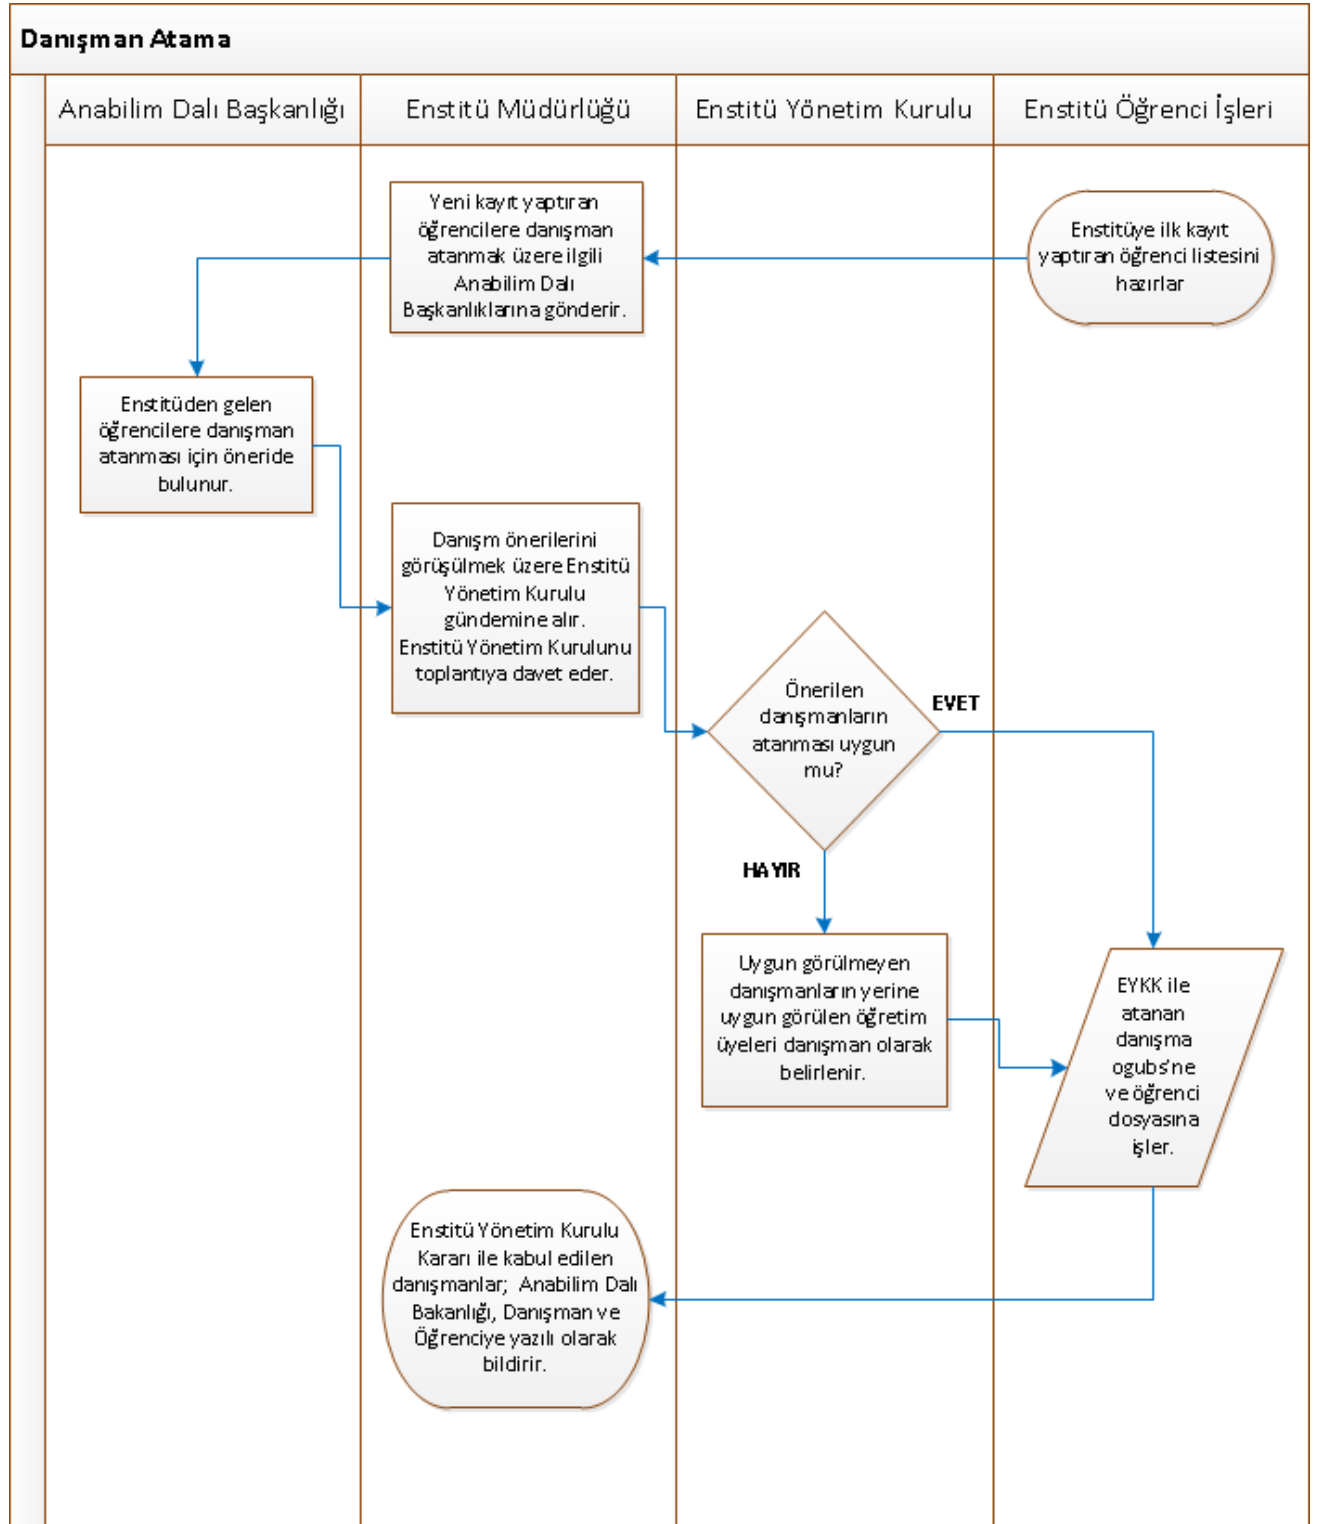 Danışman Atama
Anabilim Dalı Başkanlığı
Enstitü Müdürlüğü
Enstitü Yönetim Kurulu
Enstitü Öğrenci İşleri
Enstitüye ilk kayıt
yaptıran öğrenci listesini
hazırlar
Yeni kayıt yaptıran
öğrencilere danışman
atanmak üzere ilgili
Anabilim Dalı
Başkanlıklarına gönderir.
Enstitüden gelen
öğrencilere danışman
atanması için öneride
bulunur.
Danışm önerilerini
görüşülmek üzere Enstitü
Yönetim Kurulu
gündemine alır.
Enstitü Yönetim Kurulunu
toplantıya davet eder.
Önerilen
danışmanların
atanması uygun
mu?
EVET
HAYIR
Uygun görülmeyen
danışmanların yerine
uygun görülen öğretim
üyeleri danışman olarak
belirlenir.
EYKK ile
atanan
danışma
ogubs'ne
ve öğrenci
dosyasına
işler.
Enstitü Yönetim Kurulu
Kararı ile kabul edilen
danışmanlar;  Anabilim Dalı
Bakanlığı, Danışman ve
Öğrenciye yazılı olarak
bildirir.